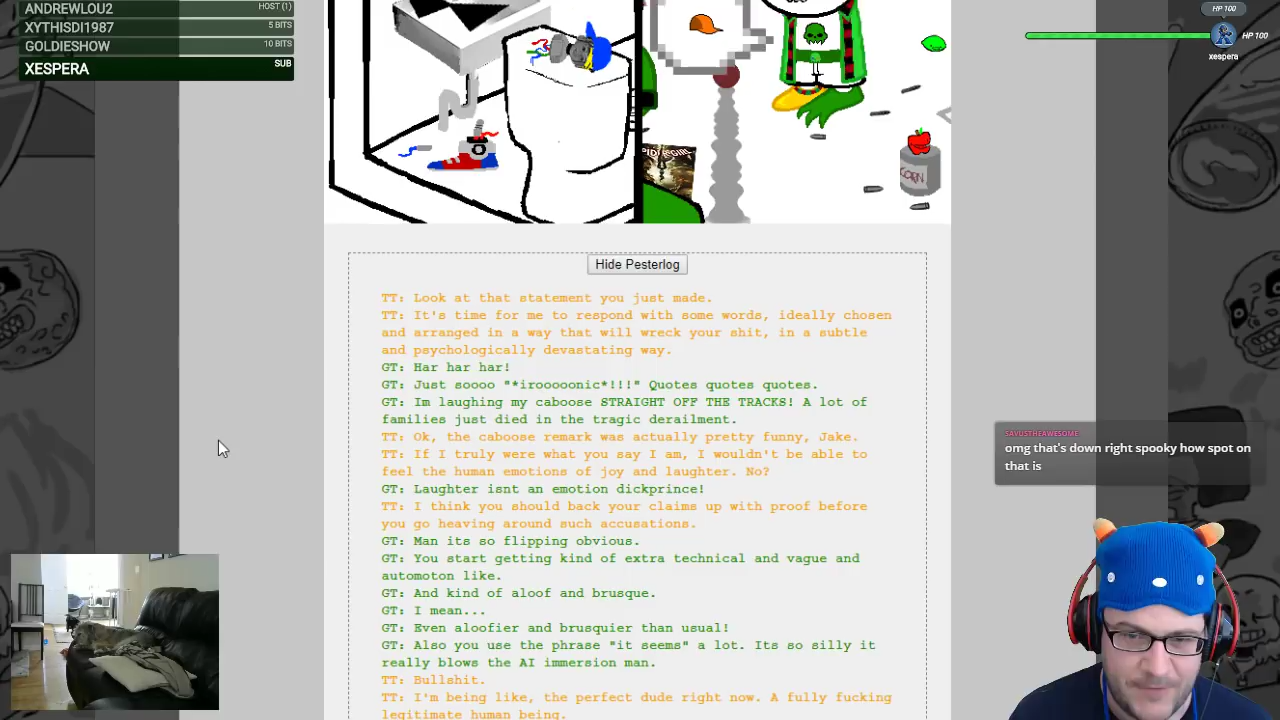 ANDREWLOU2 HOST (1)
XYTHISDI1987 5 BITS
GOLDIESHOW 10 BITS
XESPERA SUB
HP 100
HP 100
xespera
CORN
Hide Pesterlog
TT: Look at that statement you just made.
TT: It's time for me to respond with some words, ideally chosen
and arranged in a way that will wreck your shit, in a subtle
and psychologically devastating way.
GT: Har har har!
GT: Just soooo "*irooooonic*!!!" Quotes quotes quotes.
GT: Im laughing my caboose STRAIGHT OFF THE TRACKS! A lot of
families just died in the tragic derailment.
TT: Ok, the caboose remark was actually pretty funny, Jake.
TT: If I truly were what you say I am, I wouldn't be able to
feel the human emotions of joy and laughter. No?
GT: Laughter isnt an emotion dickprince!
TT: I think you should back your claims up with proof before
you go heaving around such accusations.
GT: Man its so flipping obvious.
GT: You start getting kind of extra technical and vague and
automoton like.
GT: And kind of aloof and brusque.
GT: I mean...
GT: Even aloofier and brusquier than usual!
GT: Also you use the phrase "it seems" a lot. Its so silly it
really blows the AI immersion man.
TT: Bullshit.
TT: I'm being like, the perfect dude right now. A fully fucking
legitimate human being.
SAVUSTHEAWESOME
omg that's down right spooky how spot on
that is